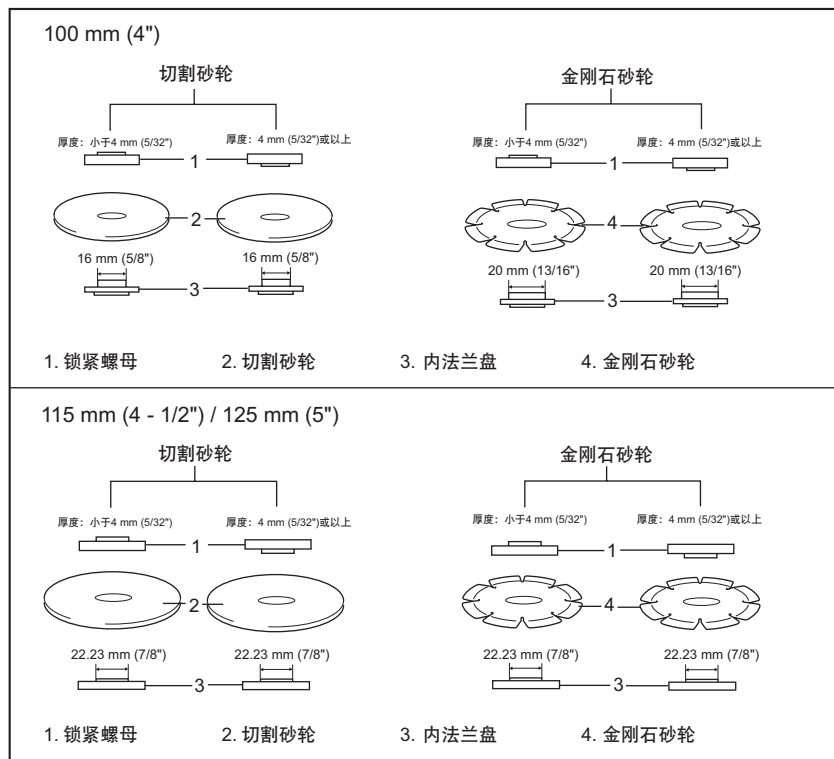 100 mm (4")
切割砂轮 金刚石砂轮
厚度：小于4 mm (5/32") 厚度：4 mm (5/32")或以上 厚度：小于4 mm (5/32") 厚度：4 mm (5/32")或以上
1 1
2 4
16 mm (5/8") 16 mm (5/8") 20 mm (13/16") 20 mm (13/16")
3 3
1. 锁紧螺母 2. 切割砂轮 3. 内法兰盘 4. 金刚石砂轮
115 mm (4 - 1/2") / 125 mm (5")
切割砂轮 金刚石砂轮
厚度：小于4 mm (5/32") 厚度：4 mm (5/32")或以上 厚度：小于4 mm (5/32") 厚度：4 mm (5/32")或以上
1 1
2 4
22.23 mm (7/8") 22.23 mm (7/8") 22.23 mm (7/8") 22.23 mm (7/8")
3 3
1. 锁紧螺母 2. 切割砂轮 3. 内法兰盘 4. 金刚石砂轮